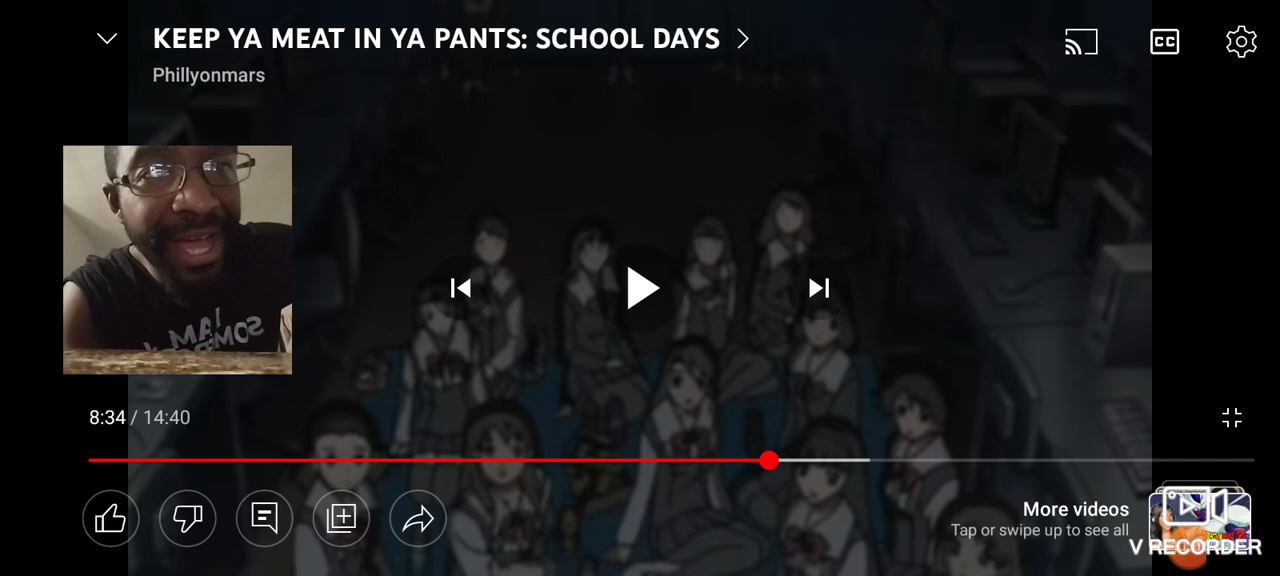 KEEP YA MEAT IN YA PANTS: SCHOOL DAYS
Phillyonmars
CC
8:34 / 14:40
More videos
Tap or swipe up to see all
V RECORDER